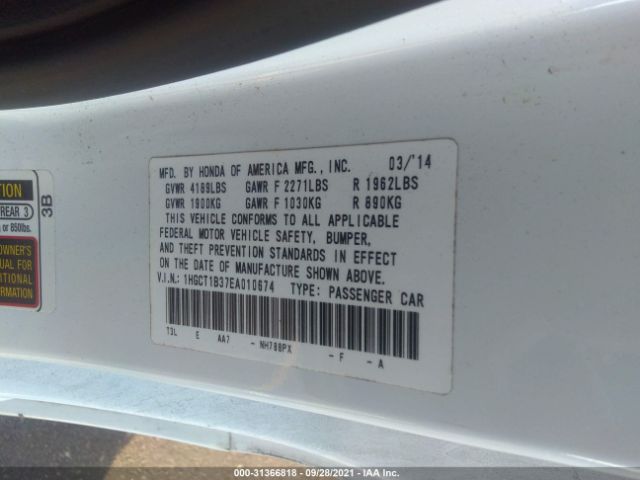 MFD. BY HONDA OF AMERICA MFG., INC. 03/'14
GVWR 4189LBS GAWR F 2271LBS R 1962LBS
GVWR 1900KG GAWR F 1030KG R 890KG
THIS VEHICLE CONFORMS TO ALL APPLICABLE
FEDERAL MOTOR VEHICLE SAFETY, BUMPER,
AND THEFT PREVENTION STANDARDS IN EFFECT
ON THE DATE OF MANUFACTURE SHOWN ABOVE.
V.I.N.: 1HGCT1B37EA010674 TYPE: PASSENGER CAR
T3L E AA7 - NH788PX - F - A
TION
REAR 3
or 850lbs.
OWNER'S
UAL FOR
ITIONAL
RMATION
3B
000-31366818 - 09/28/2021 - IAA Inc.